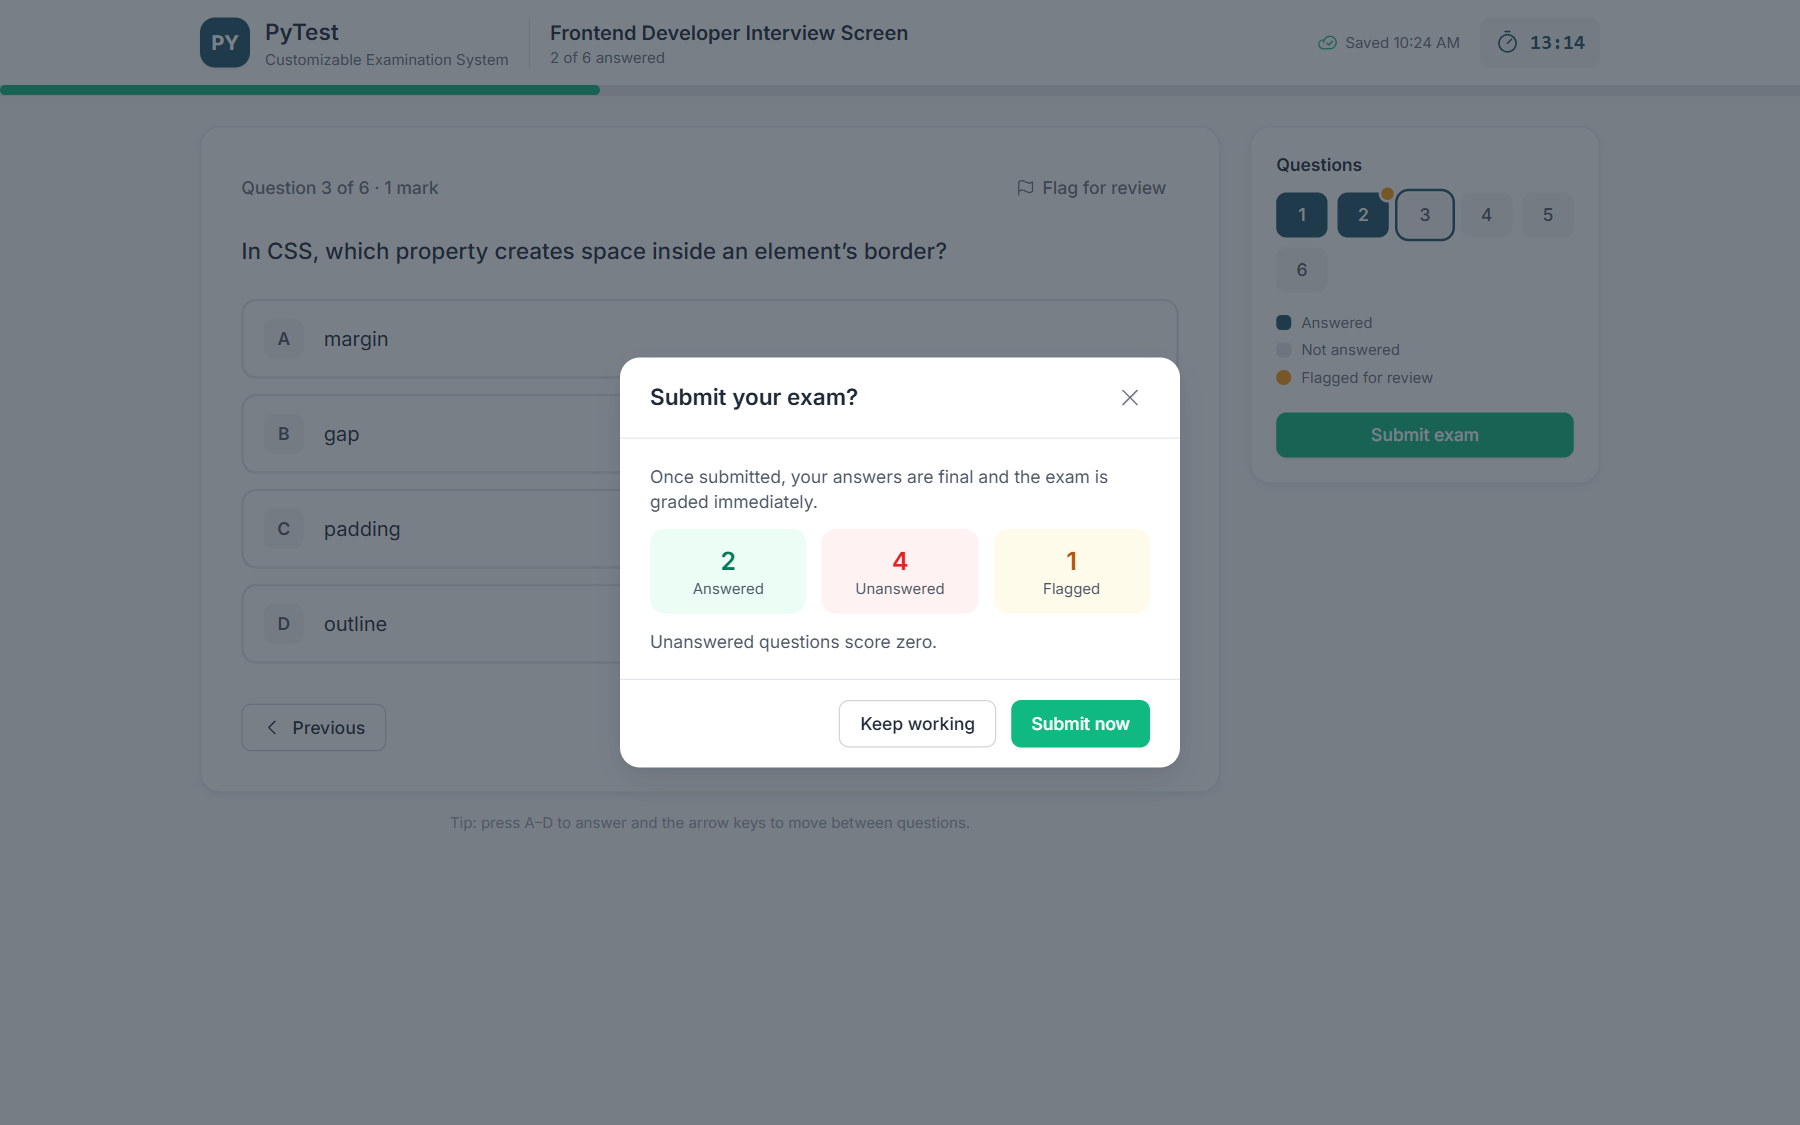 PY
PyTest
Customizable Examination System
Frontend Developer Interview Screen
2 of 6 answered
Saved 10:24 AM
13:14
Question 3 of 6 · 1 mark
Flag for review
In CSS, which property creates space inside an element’s border?
A margin
B gap
C padding
D outline
Previous
Tip: press A–D to answer and the arrow keys to move between questions.
Questions
1 2 3 4 5
6
Answered
Not answered
Flagged for review
Submit exam
Submit your exam?
Once submitted, your answers are final and the exam is
graded immediately.
2 4 1
Answered Unanswered Flagged
Unanswered questions score zero.
Keep working Submit now